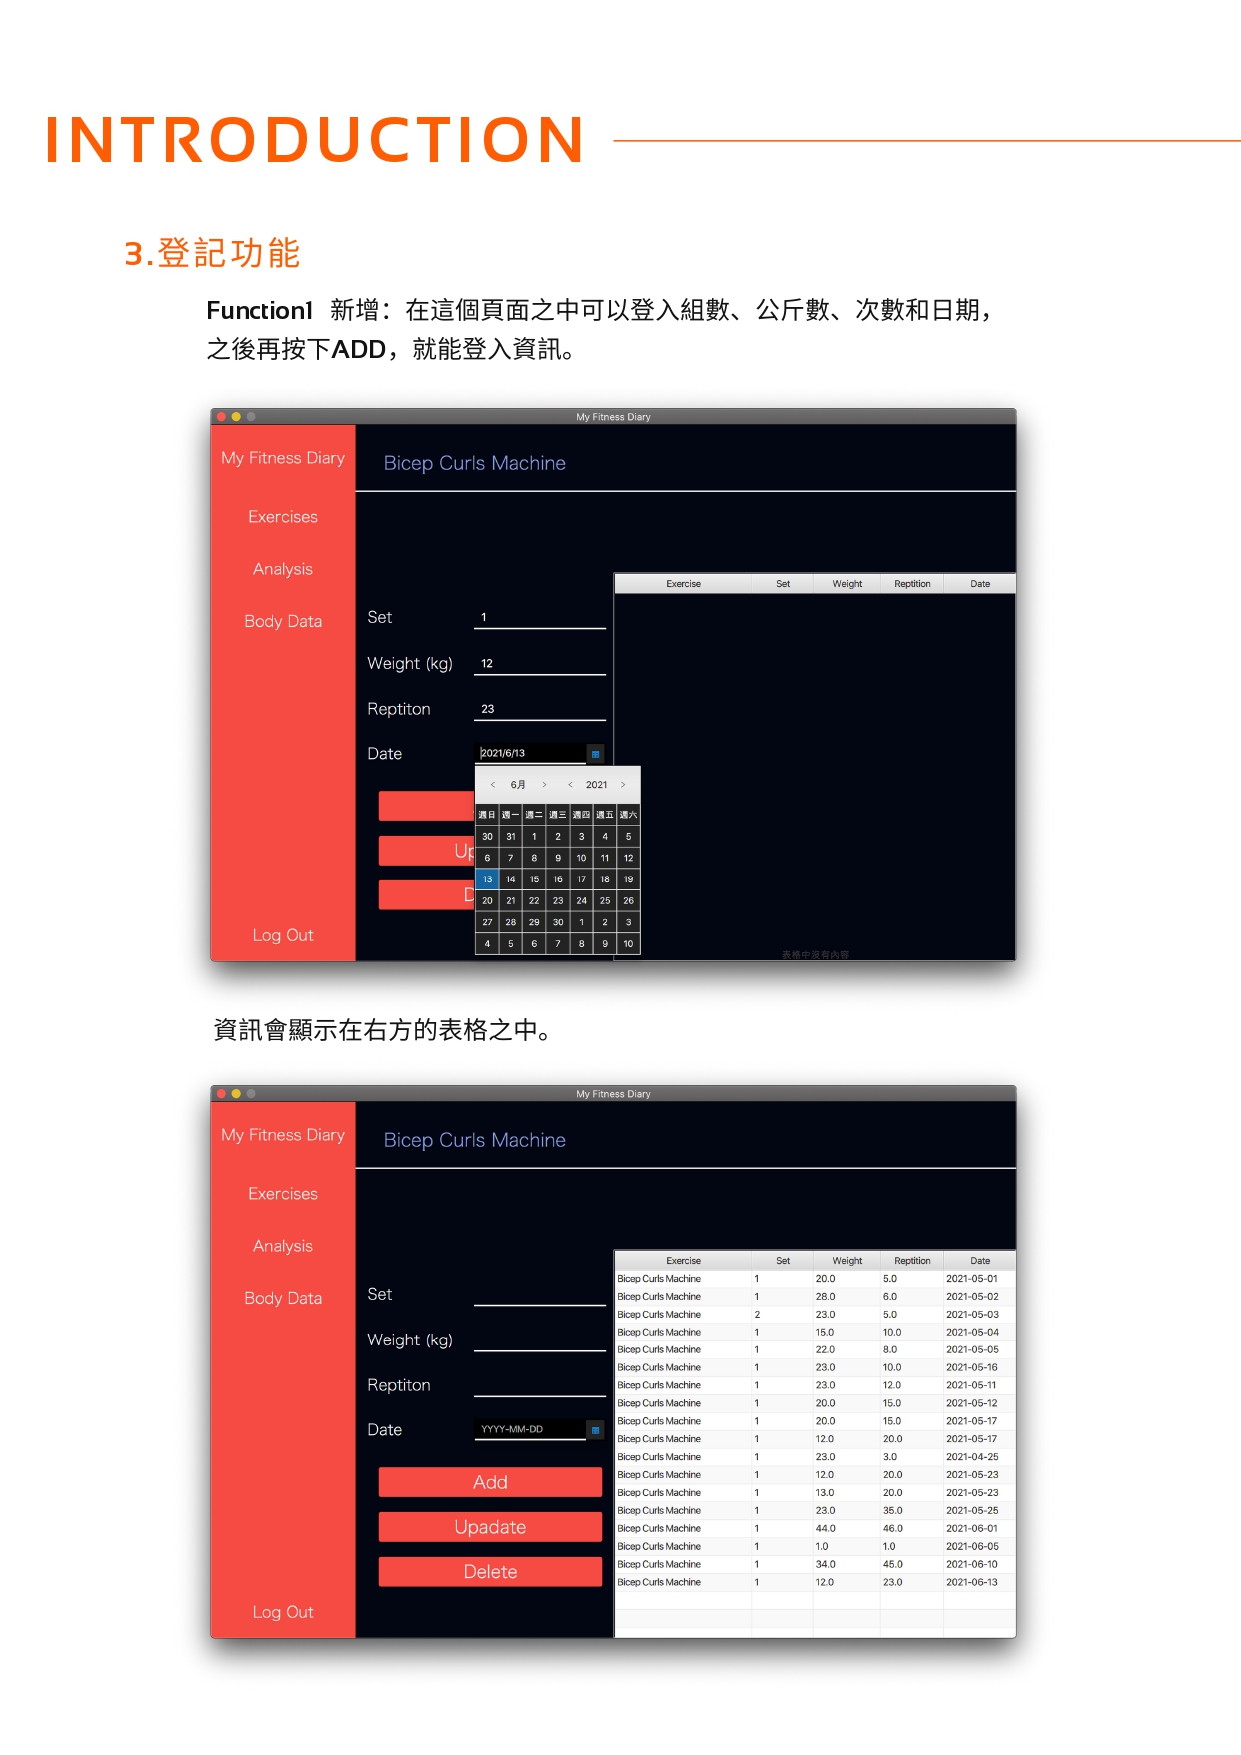 INTRODUCTION
3.登記功能
Function1 新增：在這個頁面之中可以登入組數、公斤數、次數和日期，
之後再按下ADD，就能登入資訊。
My Fitness Diary
My Fitness Diary
Bicep Curls Machine
Exercises
Analysis
Body Data
Log Out
Exercise Set Weight Reptition Date
Set 1
Weight (kg) 12
Reptiton 23
Date 2021/6/13
< 6月 > < 2021 >
週日 週一 週二 週三 週四 週五 週六
30 31 1 2 3 4 5
6 7 8 9 10 11 12
13 14 15 16 17 18 19
20 21 22 23 24 25 26
27 28 29 30 1 2 3
4 5 6 7 8 9 10
Up
D
表格中沒有內容
資訊會顯示在右方的表格之中。
My Fitness Diary
My Fitness Diary
Bicep Curls Machine
Exercises
Analysis
Body Data
Log Out
Set
Weight (kg)
Reptiton
Date YYYY-MM-DD
Add
Upadate
Delete
Exercise Set Weight Reptition Date
Bicep Curls Machine 1 20.0 5.0 2021-05-01
Bicep Curls Machine 1 28.0 6.0 2021-05-02
Bicep Curls Machine 2 23.0 5.0 2021-05-03
Bicep Curls Machine 1 15.0 10.0 2021-05-04
Bicep Curls Machine 1 22.0 8.0 2021-05-05
Bicep Curls Machine 1 23.0 10.0 2021-05-16
Bicep Curls Machine 1 23.0 12.0 2021-05-11
Bicep Curls Machine 1 20.0 15.0 2021-05-12
Bicep Curls Machine 1 20.0 15.0 2021-05-17
Bicep Curls Machine 1 12.0 20.0 2021-05-17
Bicep Curls Machine 1 23.0 3.0 2021-04-25
Bicep Curls Machine 1 12.0 20.0 2021-05-23
Bicep Curls Machine 1 13.0 20.0 2021-05-23
Bicep Curls Machine 1 23.0 35.0 2021-05-25
Bicep Curls Machine 1 44.0 46.0 2021-06-01
Bicep Curls Machine 1 1.0 1.0 2021-06-05
Bicep Curls Machine 1 34.0 45.0 2021-06-10
Bicep Curls Machine 1 12.0 23.0 2021-06-13